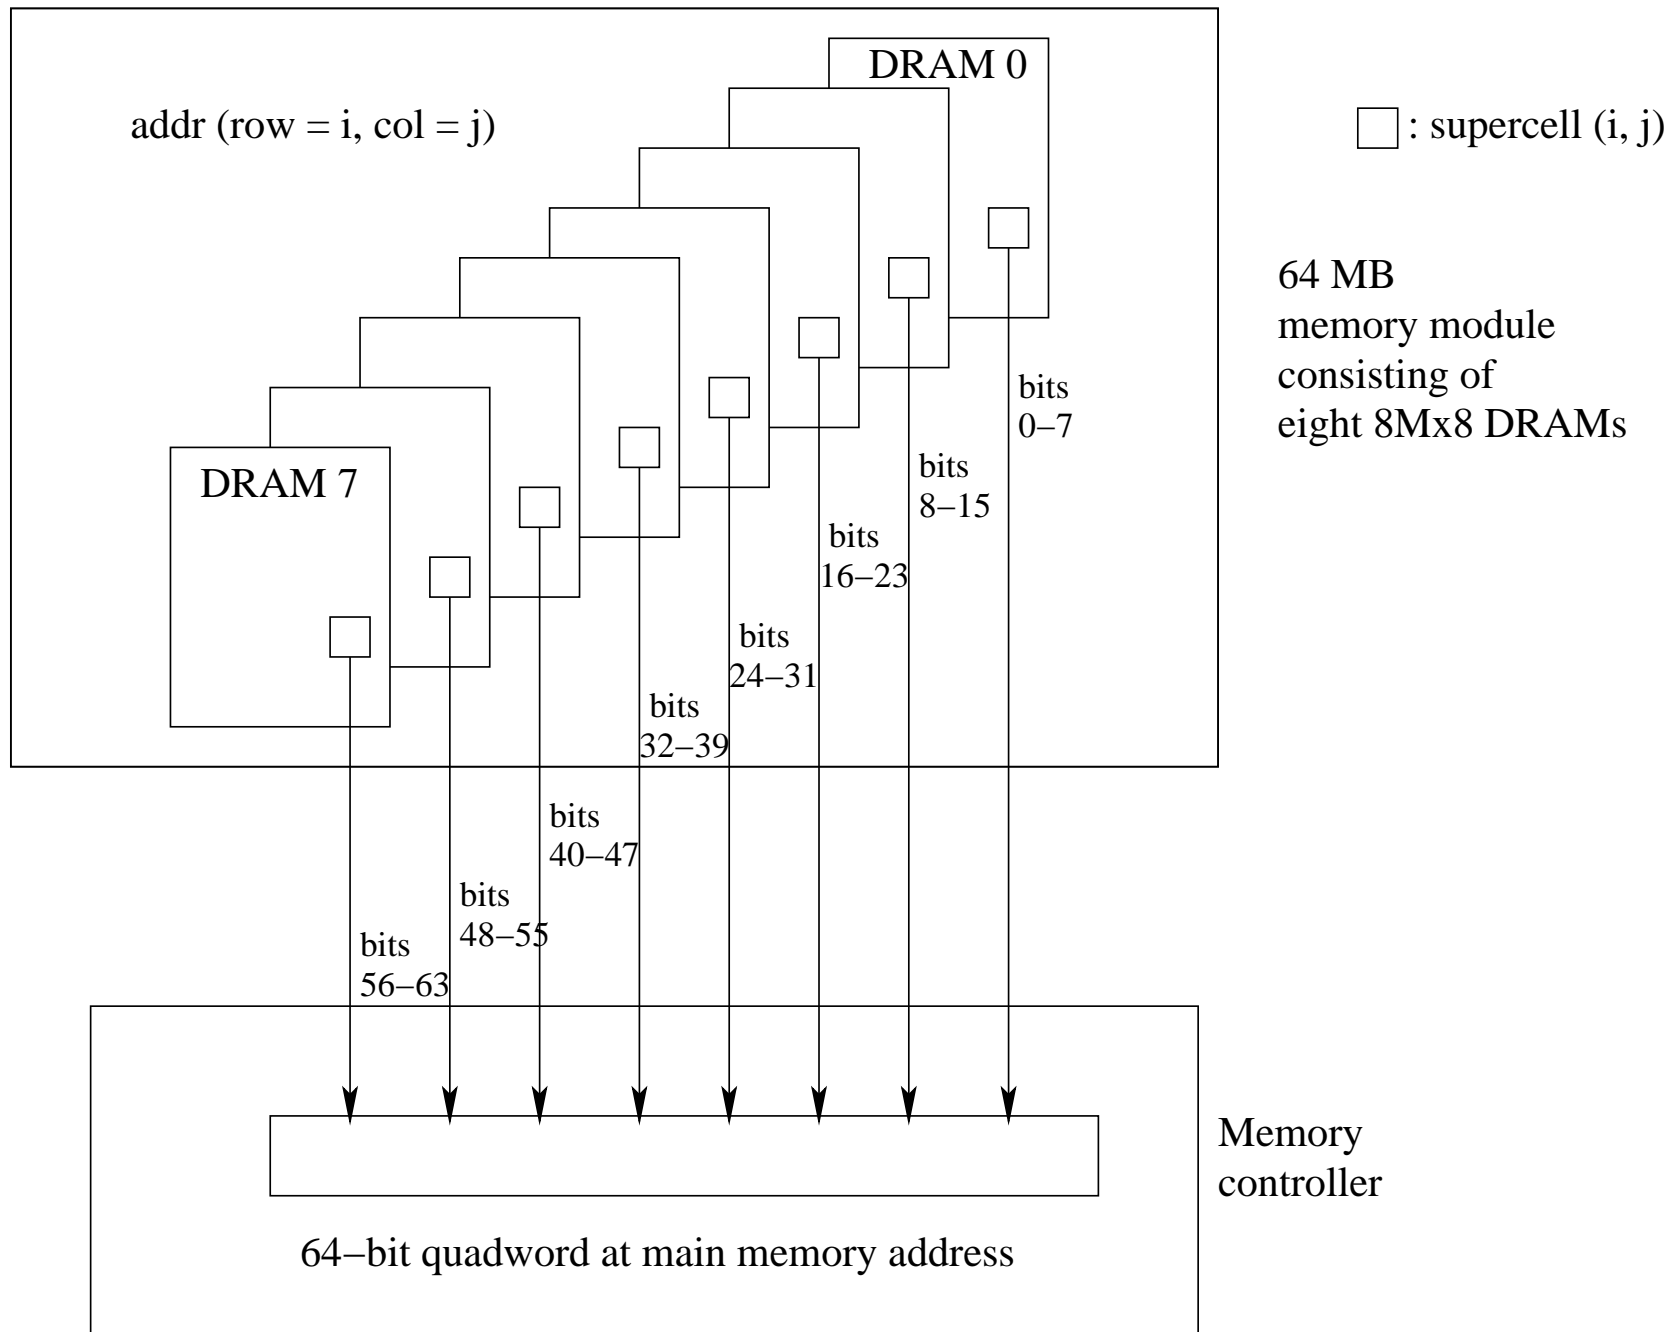 DRAM 0
addr (row = i, col = j)
: supercell (i, j)
64 MB
memory module
consisting of
eight 8Mx8 DRAMs
bits
0–7
bits
8–15
DRAM 7
bits
16–23
bits
24–31
bits
32–39
bits
40–47
bits
48–55
bits
56–63
Memory
controller
64–bit quadword at main memory address